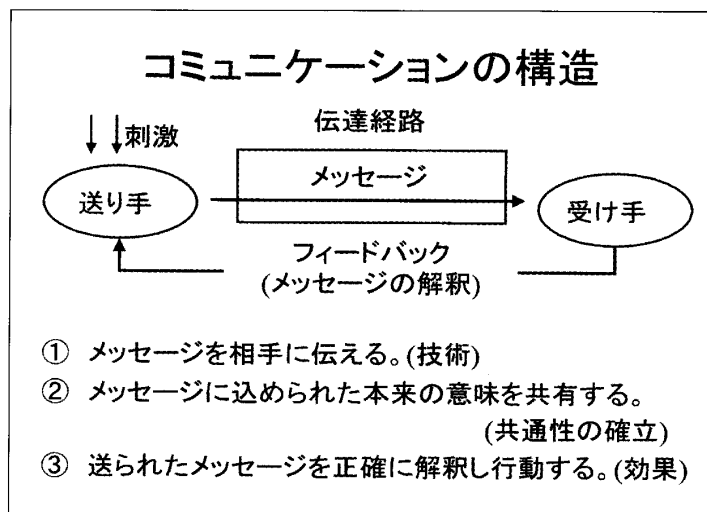 コミュニケーションの構造
刺激
伝達経路
送り手
メッセージ
受け手
フィードバック
(メッセージの解釈)
① メッセージを相手に伝える。(技術)
② メッセージに込められた本来の意味を共有する。
(共通性の確立)
③ 送られたメッセージを正確に解釈し行動する。(効果)